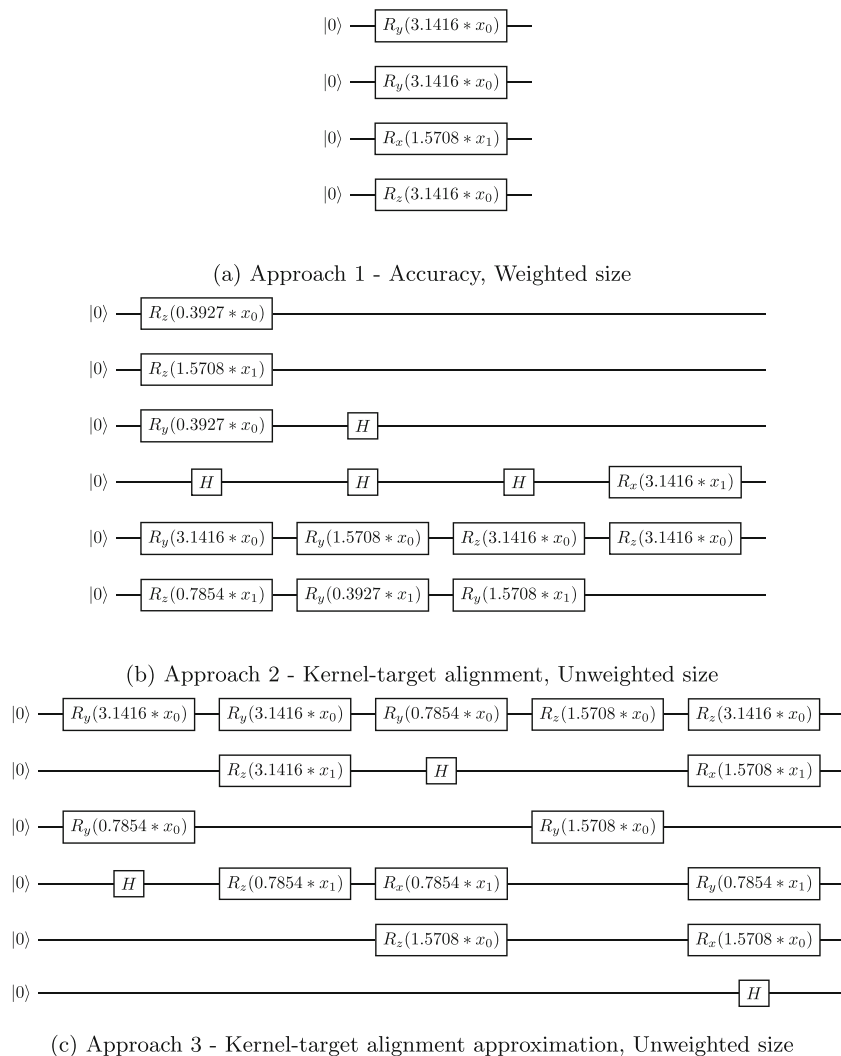 |0⟩ R_y(3.1416 * x_0)
|0⟩ R_y(3.1416 * x_0)
|0⟩ R_x(1.5708 * x_1)
|0⟩ R_z(3.1416 * x_0)
(a) Approach 1 - Accuracy, Weighted size
|0⟩ R_z(0.3927 * x_0)
|0⟩ R_z(1.5708 * x_1)
|0⟩ R_y(0.3927 * x_0) H
|0⟩ H H H R_x(3.1416 * x_1)
|0⟩ R_y(3.1416 * x_0) R_y(1.5708 * x_0) R_z(3.1416 * x_0) R_z(3.1416 * x_0)
|0⟩ R_z(0.7854 * x_1) R_y(0.3927 * x_1) R_y(1.5708 * x_1)
(b) Approach 2 - Kernel-target alignment, Unweighted size
|0⟩ R_y(3.1416 * x_0) R_y(3.1416 * x_0) R_y(0.7854 * x_0) R_z(1.5708 * x_0) R_z(3.1416 * x_0)
|0⟩ R_z(3.1416 * x_1) H R_x(1.5708 * x_1)
|0⟩ R_y(0.7854 * x_0) R_y(1.5708 * x_0)
|0⟩ H R_z(0.7854 * x_1) R_x(0.7854 * x_1) R_y(0.7854 * x_1)
|0⟩ R_z(1.5708 * x_0) R_x(1.5708 * x_0)
|0⟩ H
(c) Approach 3 - Kernel-target alignment approximation, Unweighted size